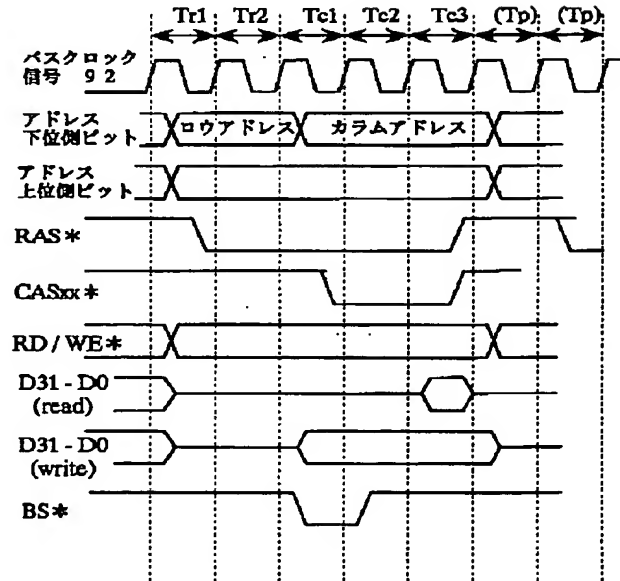 Tr1 Tr2 Tc1 Tc2 Tc3 (Tp) (Tp)
バスクロック
信号 92
アドレス
下位側ビット
ロウアドレス カラムアドレス
アドレス
上位側ビット
RAS*
CASxx*
RD / WE*
D31 - D0
(read)
D31 - D0
(write)
BS*